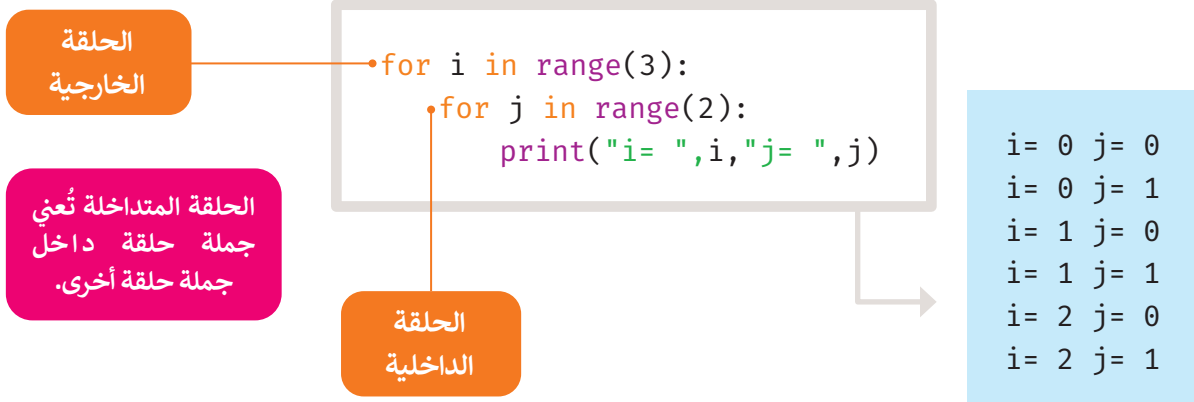 الحلقة
الخارجية
for i in range(3):
for j in range(2):
print("i= ",i,"j= ",j)
الحلقة المتداخلة تُعني
جملة حلقة داخل
جملة حلقة أخرى.
الحلقة
الداخلية
i= 0 j= 0
i= 0 j= 1
i= 1 j= 0
i= 1 j= 1
i= 2 j= 0
i= 2 j= 1